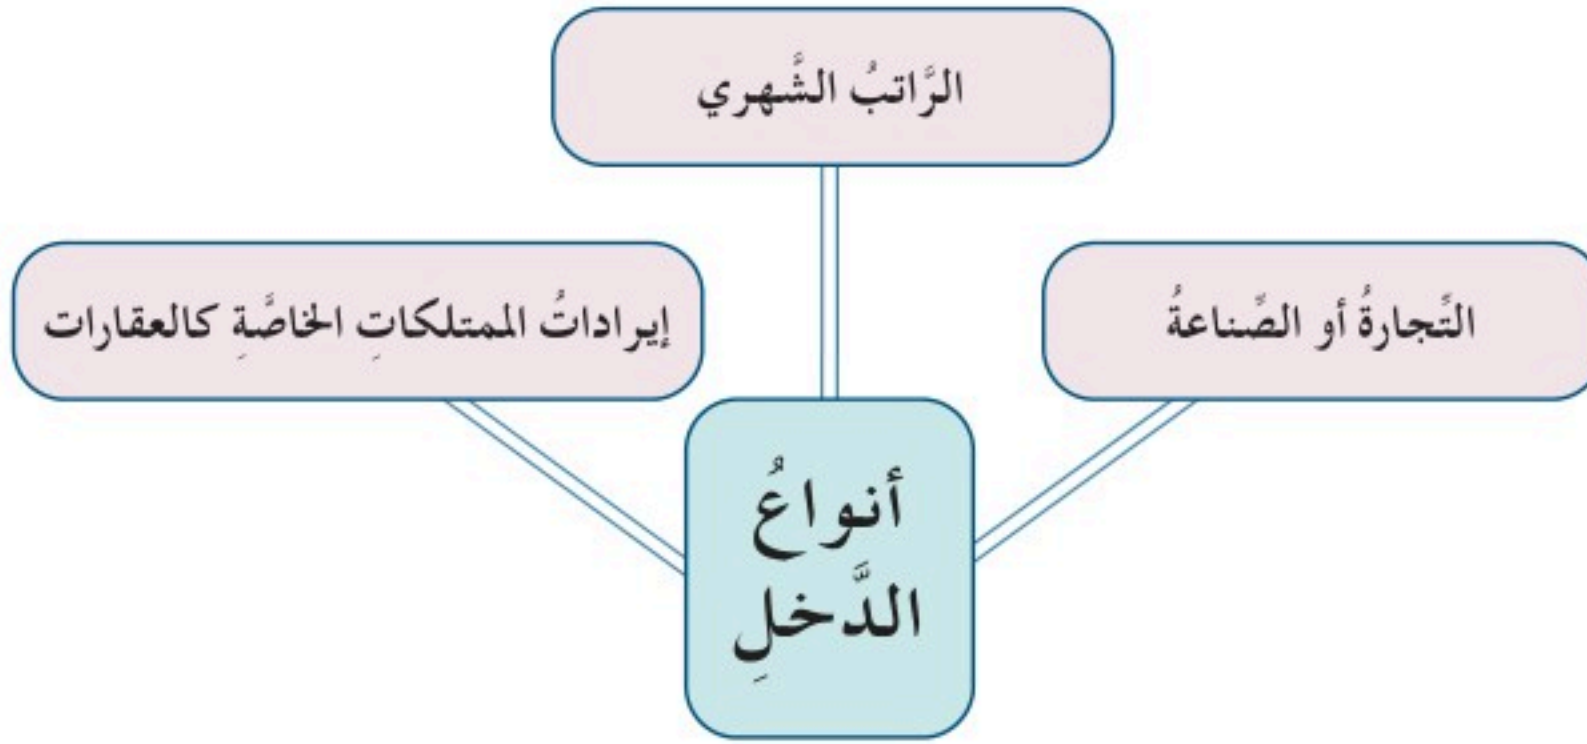 الرَّاتبُ الشَّهري
التِّجارةُ أو الصِّناعةُ
إيراداتُ الممتلكاتِ الخاصَّةِ كالعقارات
أنواعُ
الدَّخلِ